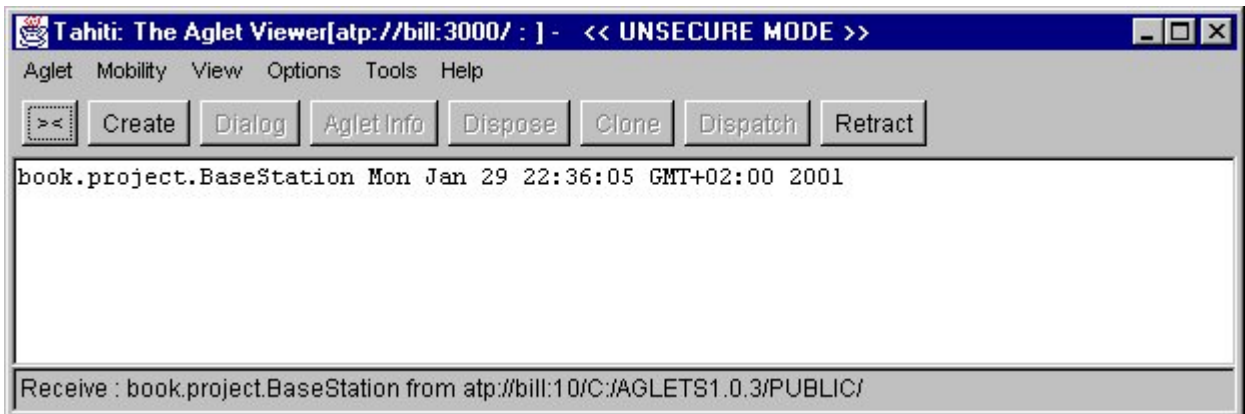 Tahiti: The Aglet Viewer[atp://bill:3000/ : ] - << UNSECURE MODE >>
Aglet Mobility View Options Tools Help
>< Create Dialog Aglet Info Dispose Clone Dispatch Retract
book.project.BaseStation Mon Jan 29 22:36:05 GMT+02:00 2001
Receive : book.project.BaseStation from atp://bill:10/C:/AGLETS1.0.3/PUBLIC/